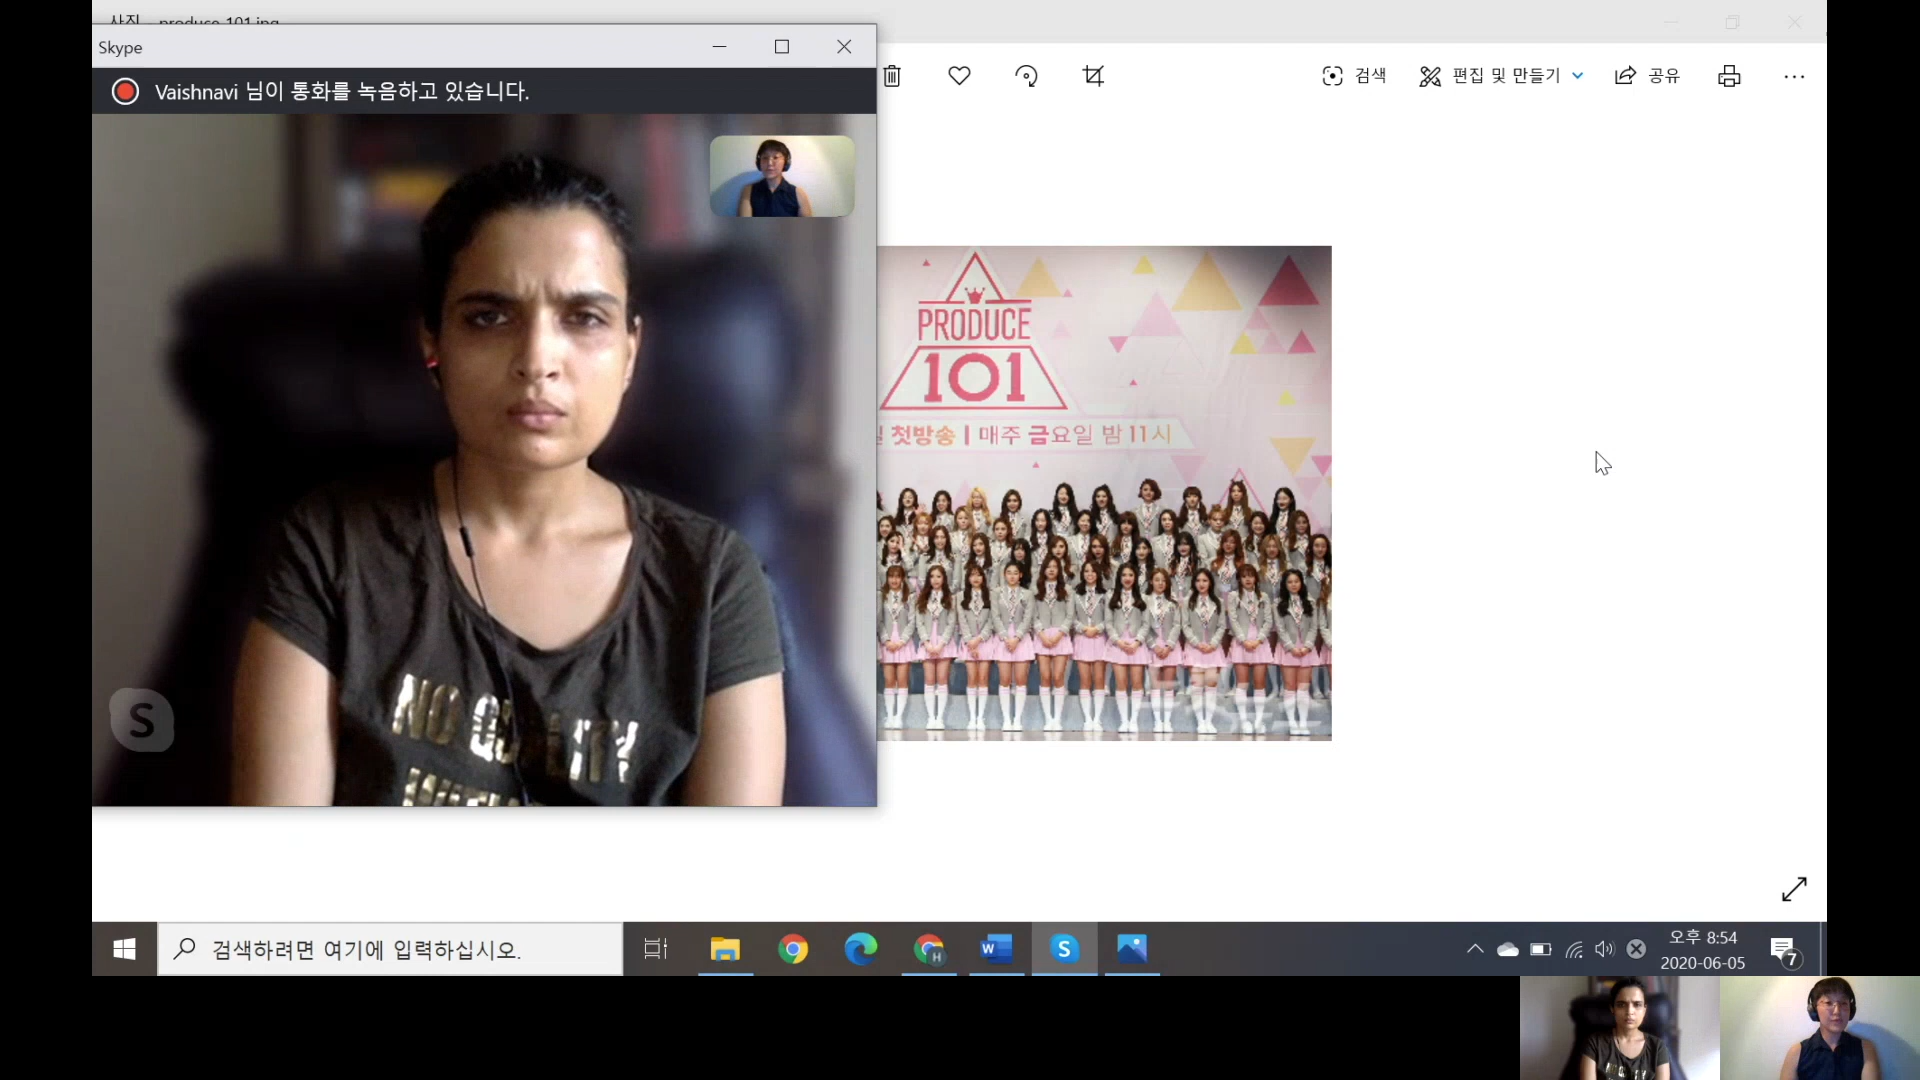 Skype
Vaishnavi 님이 통화를 녹음하고 있습니다.
검색
편집 및 만들기
공유
PRODUCE
101
첫방송 | 매주 금요일 밤 11시
NO
S
검색하려면 여기에 입력하십시오.
H
W
S
오후 8:54
2020-06-05
7